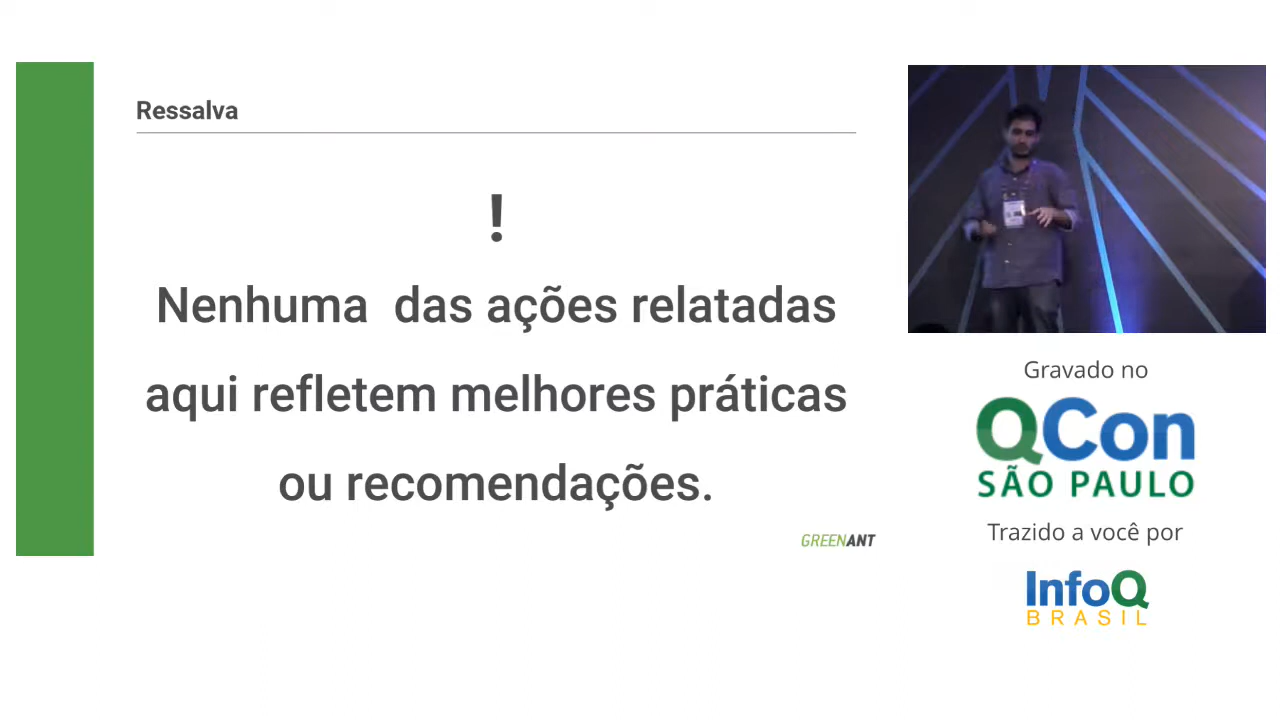 Ressalva
!
Nenhuma  das ações relatadas
aqui refletem melhores práticas
ou recomendações.
GREENANT
Gravado no
QCon
SÃO PAULO
Trazido a você por
InfoQ
BRASIL